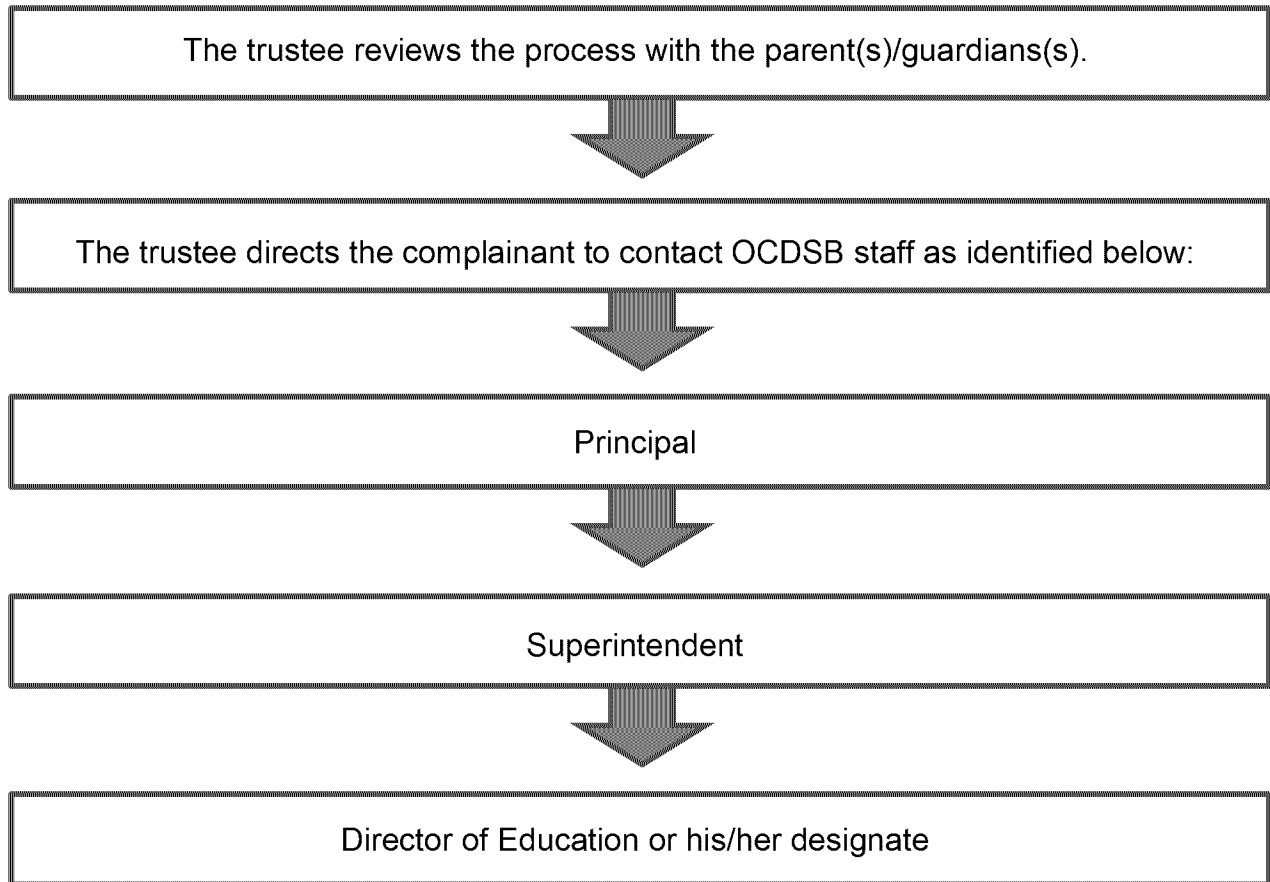 The trustee reviews the process with the parent(s)/guardians(s).
The trustee directs the complainant to contact OCDSB staff as identified below:
Principal
Superintendent
Director of Education or his/her designate